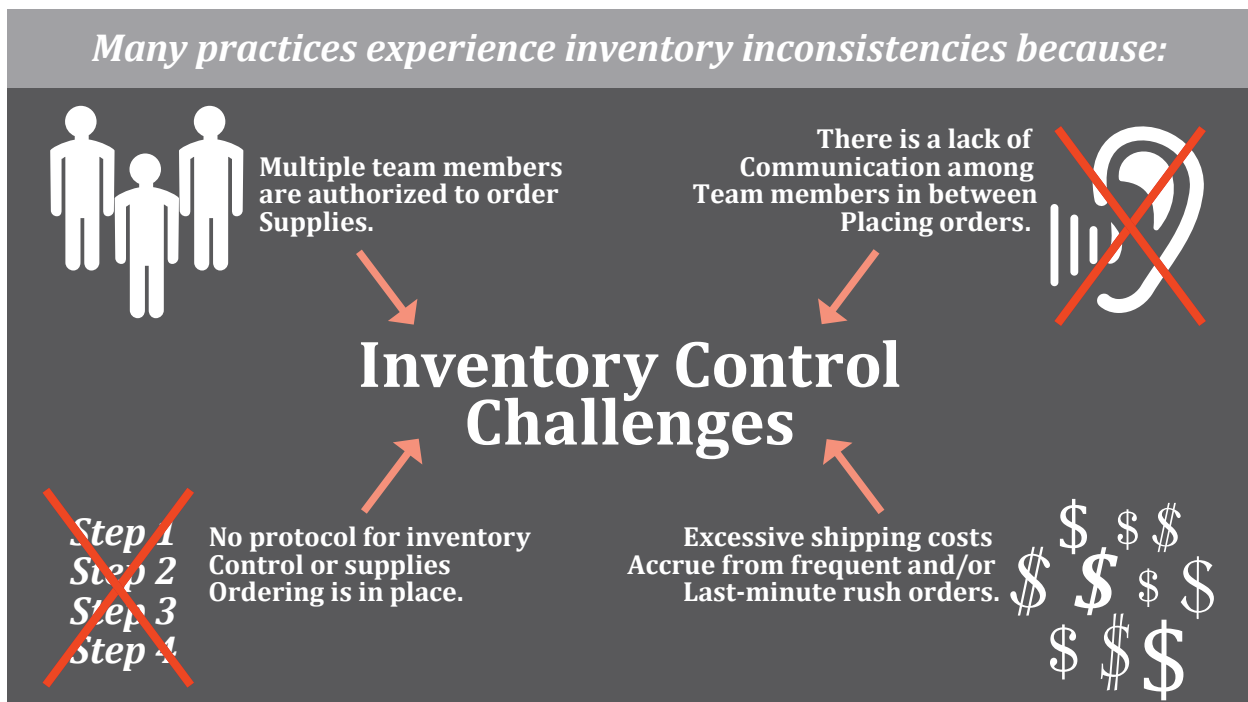 Many practices experience inventory inconsistencies because:
Multiple team members
are authorized to order
Supplies.
There is a lack of
Communication among
Team members in between
Placing orders.
Inventory Control
Challenges
Step 1
Step 2
Step 3
Step 4
No protocol for inventory
Control or supplies
Ordering is in place.
Excessive shipping costs
Accrue from frequent and/or
Last-minute rush orders.
$ $ $
$ $ $ $
$ $ $